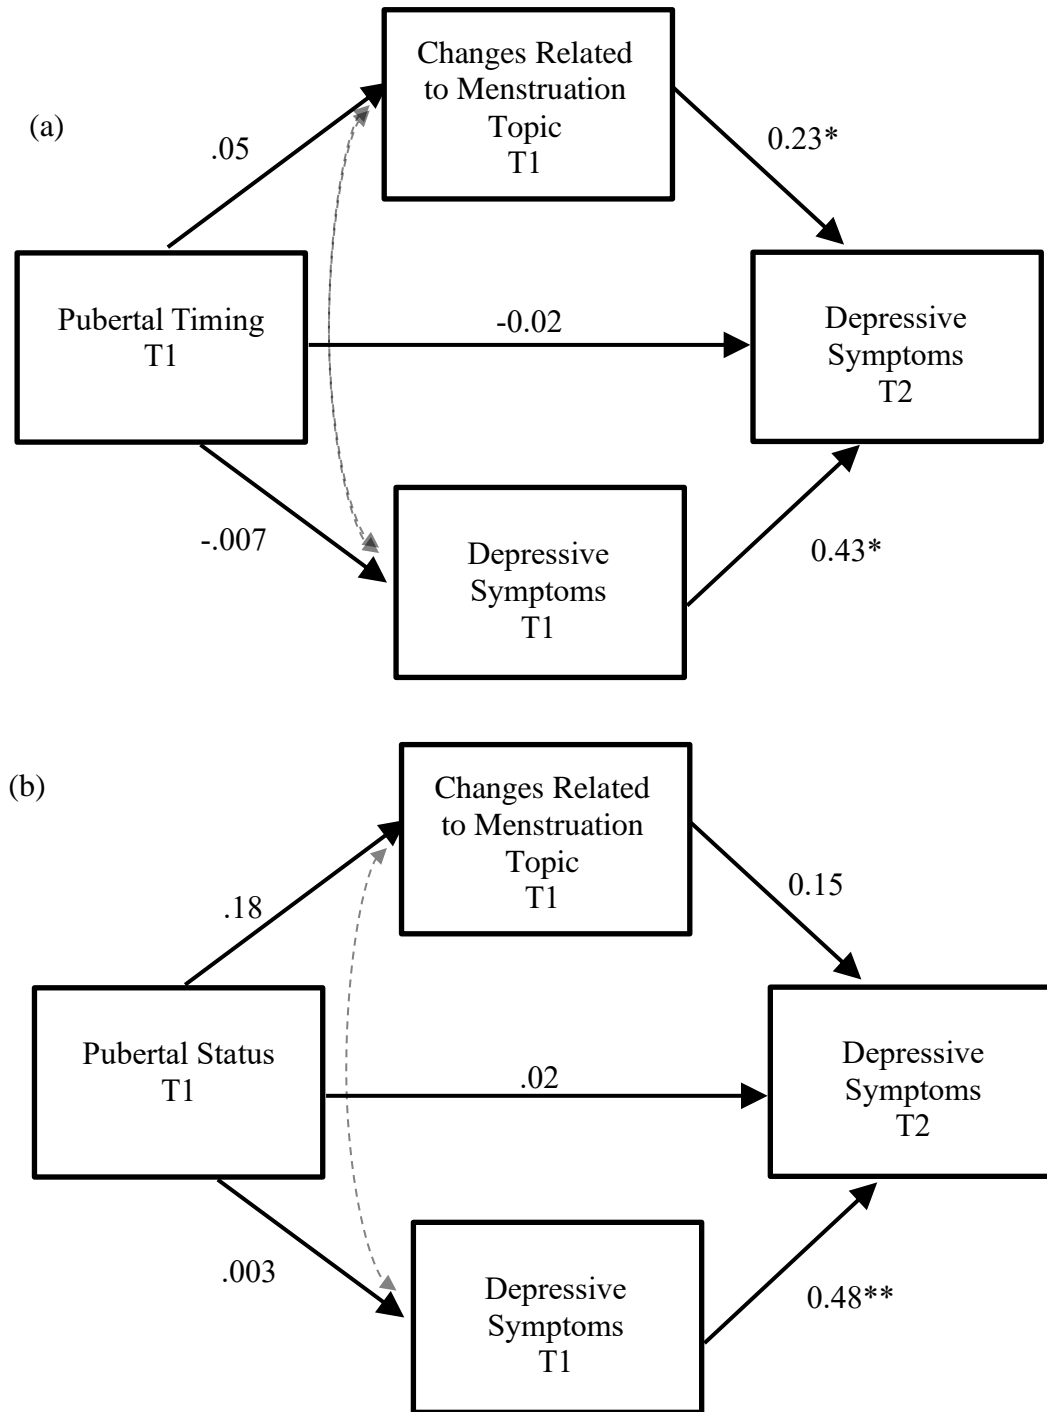 (a)
Changes Related
to Menstruation
Topic
T1
.05
0.23*
Pubertal Timing
T1
-0.02
Depressive
Symptoms
T2
-.007
Depressive
Symptoms
T1
0.43*
(b)
Changes Related
to Menstruation
Topic
T1
.18
0.15
Pubertal Status
T1
.02
Depressive
Symptoms
T2
.003
Depressive
Symptoms
T1
0.48**